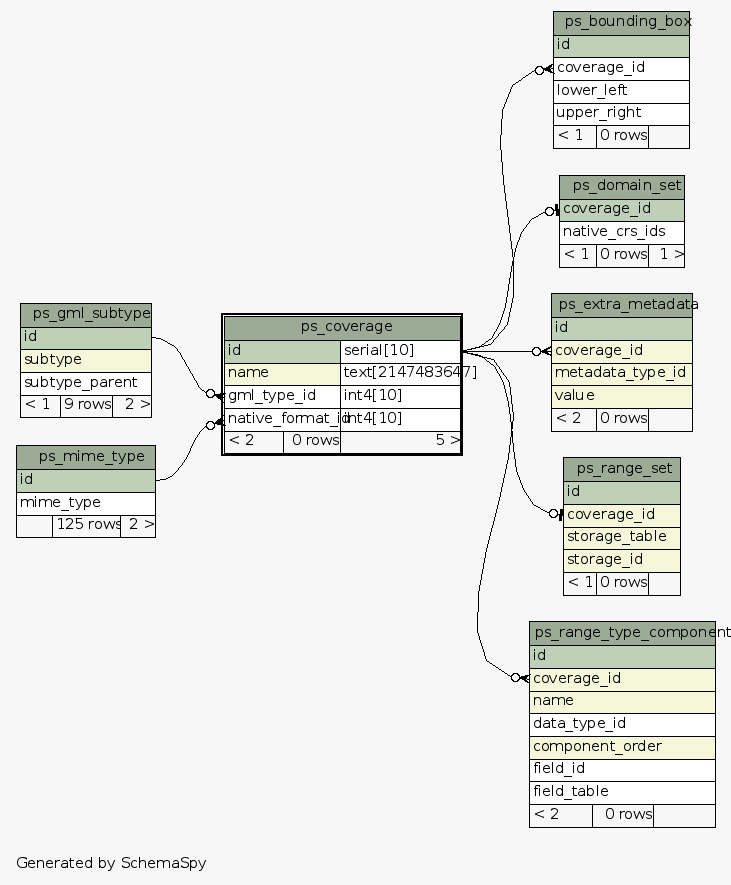 ps_bounding_box
id
coverage_id
lower_left
upper_right
< 1 0 rows
ps_domain_set
coverage_id
native_crs_ids
< 1 0 rows 1 >
ps_gml_subtype
id
subtype
subtype_parent
< 1 9 rows 2 >
ps_mime_type
id
mime_type
125 rows 2 >
ps_coverage
id serial[10]
name text[2147483647]
gml_type_id int4[10]
native_format_id int4[10]
< 2 0 rows 5 >
ps_extra_metadata
id
coverage_id
metadata_type_id
value
< 2 0 rows
ps_range_set
id
coverage_id
storage_table
storage_id
< 1 0 rows
ps_range_type_component
id
coverage_id
name
data_type_id
component_order
field_id
field_table
< 2 0 rows
Generated by SchemaSpy